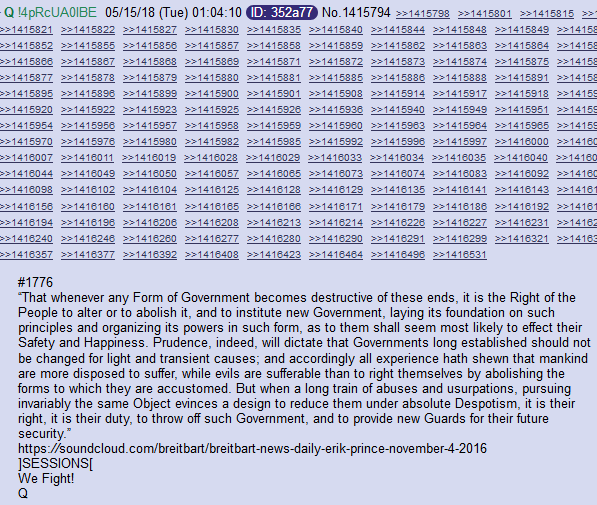 Q !4pRcUA0lBE 05/15/18 (Tue) 01:04:10 ID: 352a77 No.1415794 >>1415798 >>1415801 >>1415815
>>1415821 >>1415822 >>1415827 >>1415830 >>1415835 >>1415840 >>1415844 >>1415848 >>1415849
>>1415852 >>1415855 >>1415856 >>1415857 >>1415858 >>1415859 >>1415862 >>1415863 >>1415864
>>1415866 >>1415867 >>1415868 >>1415869 >>1415871 >>1415872 >>1415873 >>1415874 >>1415875
>>1415877 >>1415878 >>1415879 >>1415880 >>1415881 >>1415885 >>1415886 >>1415888 >>1415891
>>1415895 >>1415896 >>1415899 >>1415900 >>1415901 >>1415908 >>1415914 >>1415917 >>1415918
>>1415920 >>1415922 >>1415923 >>1415925 >>1415926 >>1415936 >>1415940 >>1415949 >>1415951
>>1415954 >>1415956 >>1415957 >>1415958 >>1415959 >>1415960 >>1415963 >>1415964 >>1415965
>>1415970 >>1415976 >>1415980 >>1415982 >>1415985 >>1415992 >>1415996 >>1415997 >>1416000
>>1416007 >>1416011 >>1416019 >>1416028 >>1416029 >>1416033 >>1416034 >>1416035 >>1416040
>>1416044 >>1416049 >>1416050 >>1416057 >>1416065 >>1416073 >>1416074 >>1416083 >>1416092
>>1416098 >>1416102 >>1416104 >>1416125 >>1416128 >>1416129 >>1416135 >>1416141 >>1416143
>>1416156 >>1416160 >>1416161 >>1416165 >>1416166 >>1416171 >>1416179 >>1416186 >>1416192
>>1416194 >>1416196 >>1416206 >>1416208 >>1416213 >>1416214 >>1416226 >>1416227 >>1416231
>>1416240 >>1416246 >>1416260 >>1416277 >>1416280 >>1416290 >>1416291 >>1416299 >>1416321
>>1416357 >>1416377 >>1416392 >>1416408 >>1416423 >>1416464 >>1416496 >>1416531
#1776
“That whenever any Form of Government becomes destructive of these ends, it is the Right of the
People to alter or to abolish it, and to institute new Government, laying its foundation on such
principles and organizing its powers in such form, as to them shall seem most likely to effect their
Safety and Happiness. Prudence, indeed, will dictate that Governments long established should not
be changed for light and transient causes; and accordingly all experience hath shewn that mankind
are more disposed to suffer, while evils are sufferable than to right themselves by abolishing the
forms to which they are accustomed. But when a long train of abuses and usurpations, pursuing
invariably the same Object evinces a design to reduce them under absolute Despotism, it is their
right, it is their duty, to throw off such Government, and to provide new Guards for their future
security.”
https://soundcloud.com/breitbart/breitbart-news-daily-erik-prince-november-4-2016
]SESSIONS[
We Fight!
Q